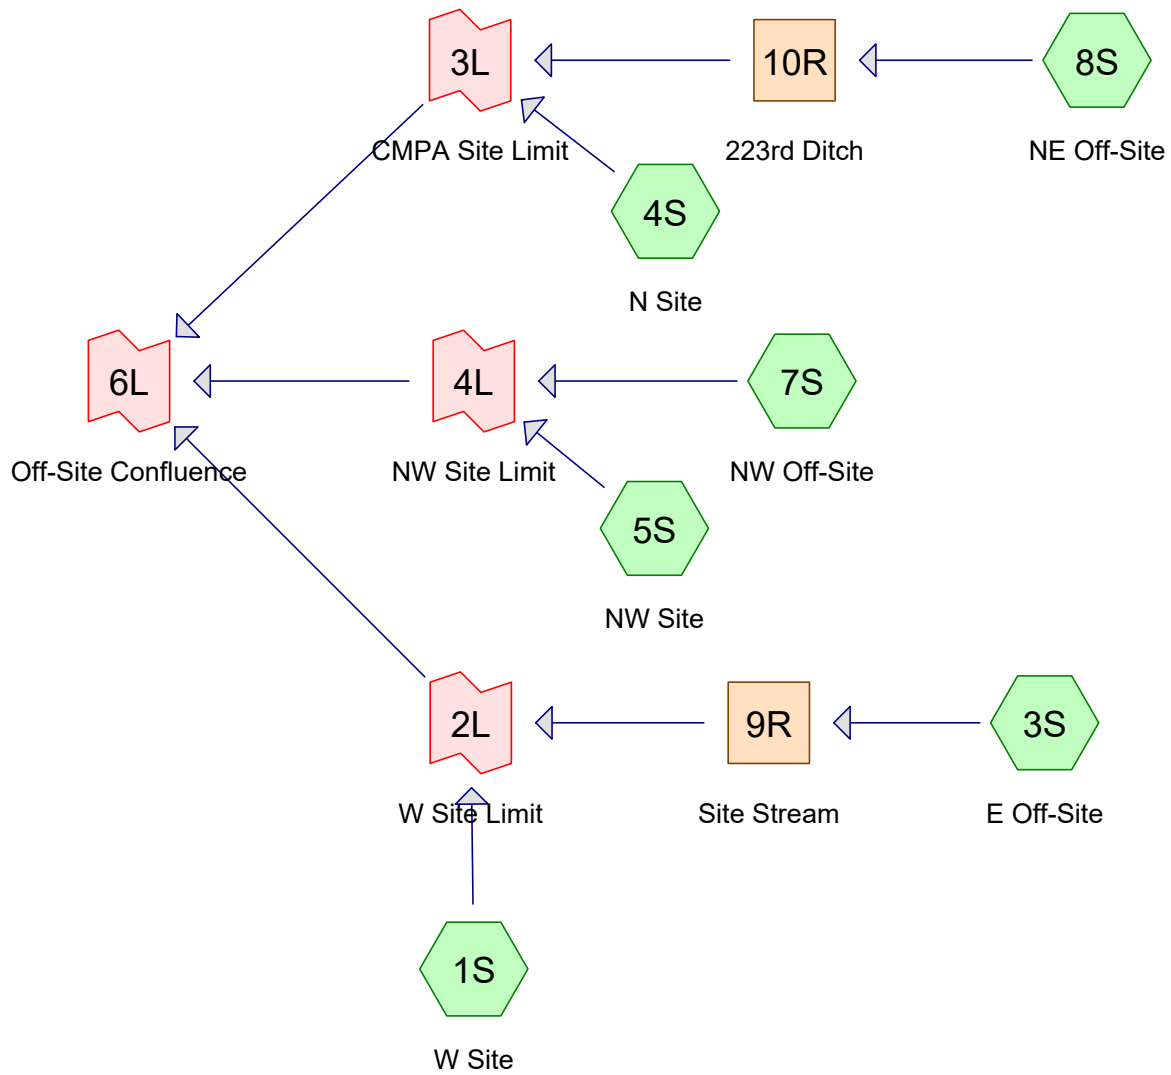 3L
10R
8S
CMPA Site Limit
223rd Ditch
NE Off-Site
4S
N Site
6L
4L
7S
Off-Site Confluence
NW Site Limit
NW Off-Site
5S
NW Site
2L
9R
3S
W Site Limit
Site Stream
E Off-Site
1S
W Site